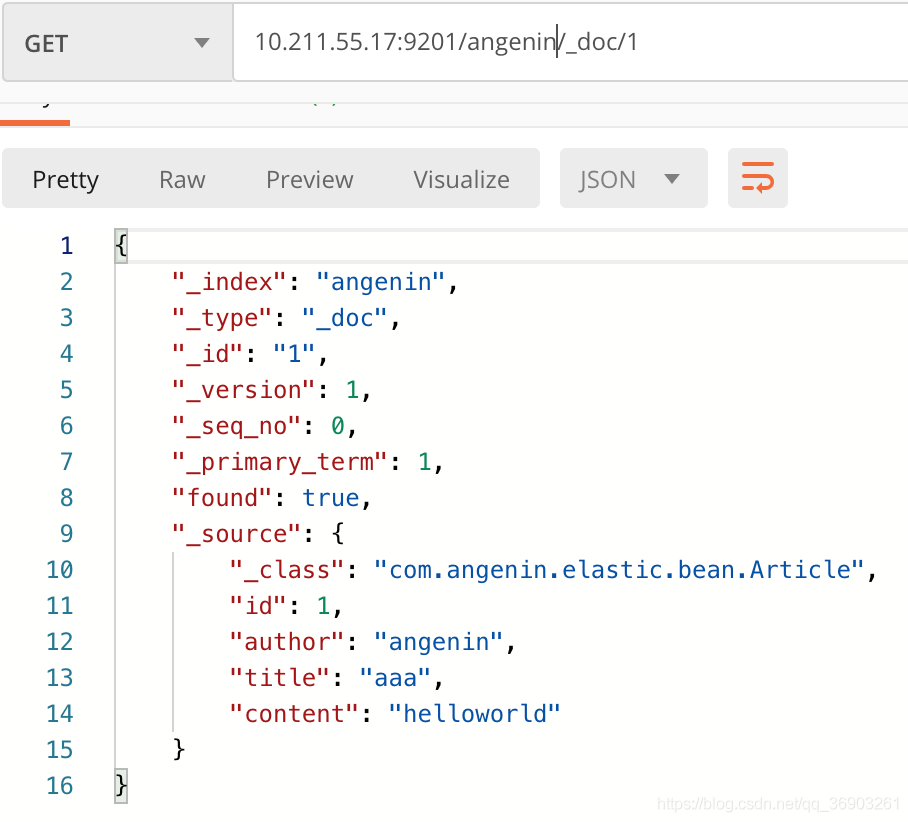 GET
10.211.55.17:9201/angenin/_doc/1
Pretty Raw Preview Visualize JSON
1 {
2 "_index": "angenin",
3 "_type": "_doc",
4 "_id": "1",
5 "_version": 1,
6 "_seq_no": 0,
7 "_primary_term": 1,
8 "found": true,
9 "_source": {
10 "_class": "com.angenin.elastic.bean.Article",
11 "id": 1,
12 "author": "angenin",
13 "title": "aaa",
14 "content": "helloworld"
15 }
16 }
https://blog.csdn.net/qq_36903261